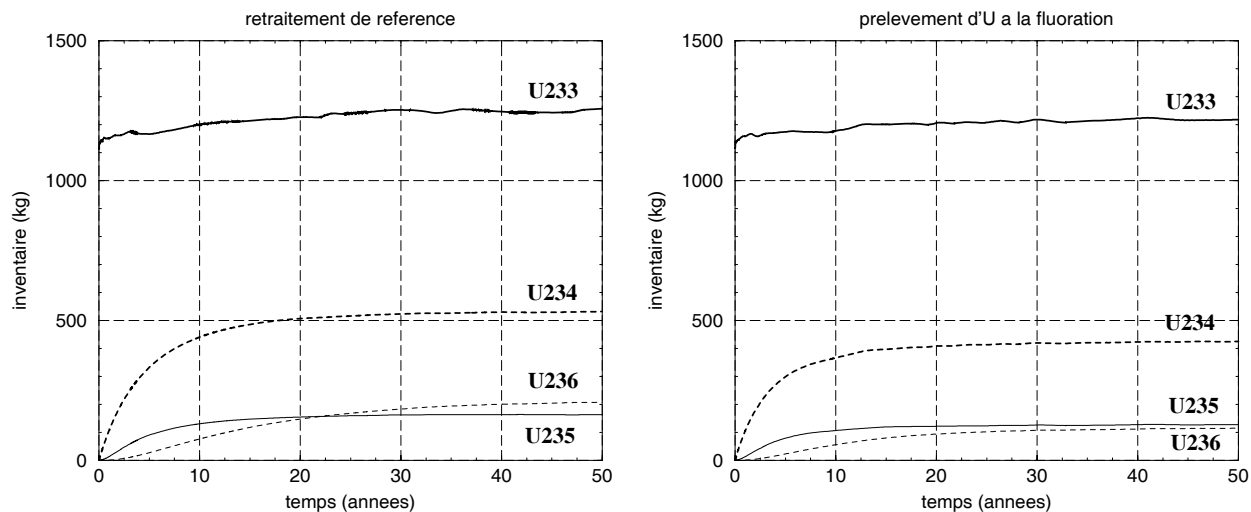 retraitement de reference
1500
1000
500
0
inventaire (kg)
U233
U234
U236
U235
0 10 20 30 40 50
temps (annees)
prelevement d'U a la fluoration
1500
1000
500
0
inventaire (kg)
U233
U234
U235
U236
0 10 20 30 40 50
temps (annees)